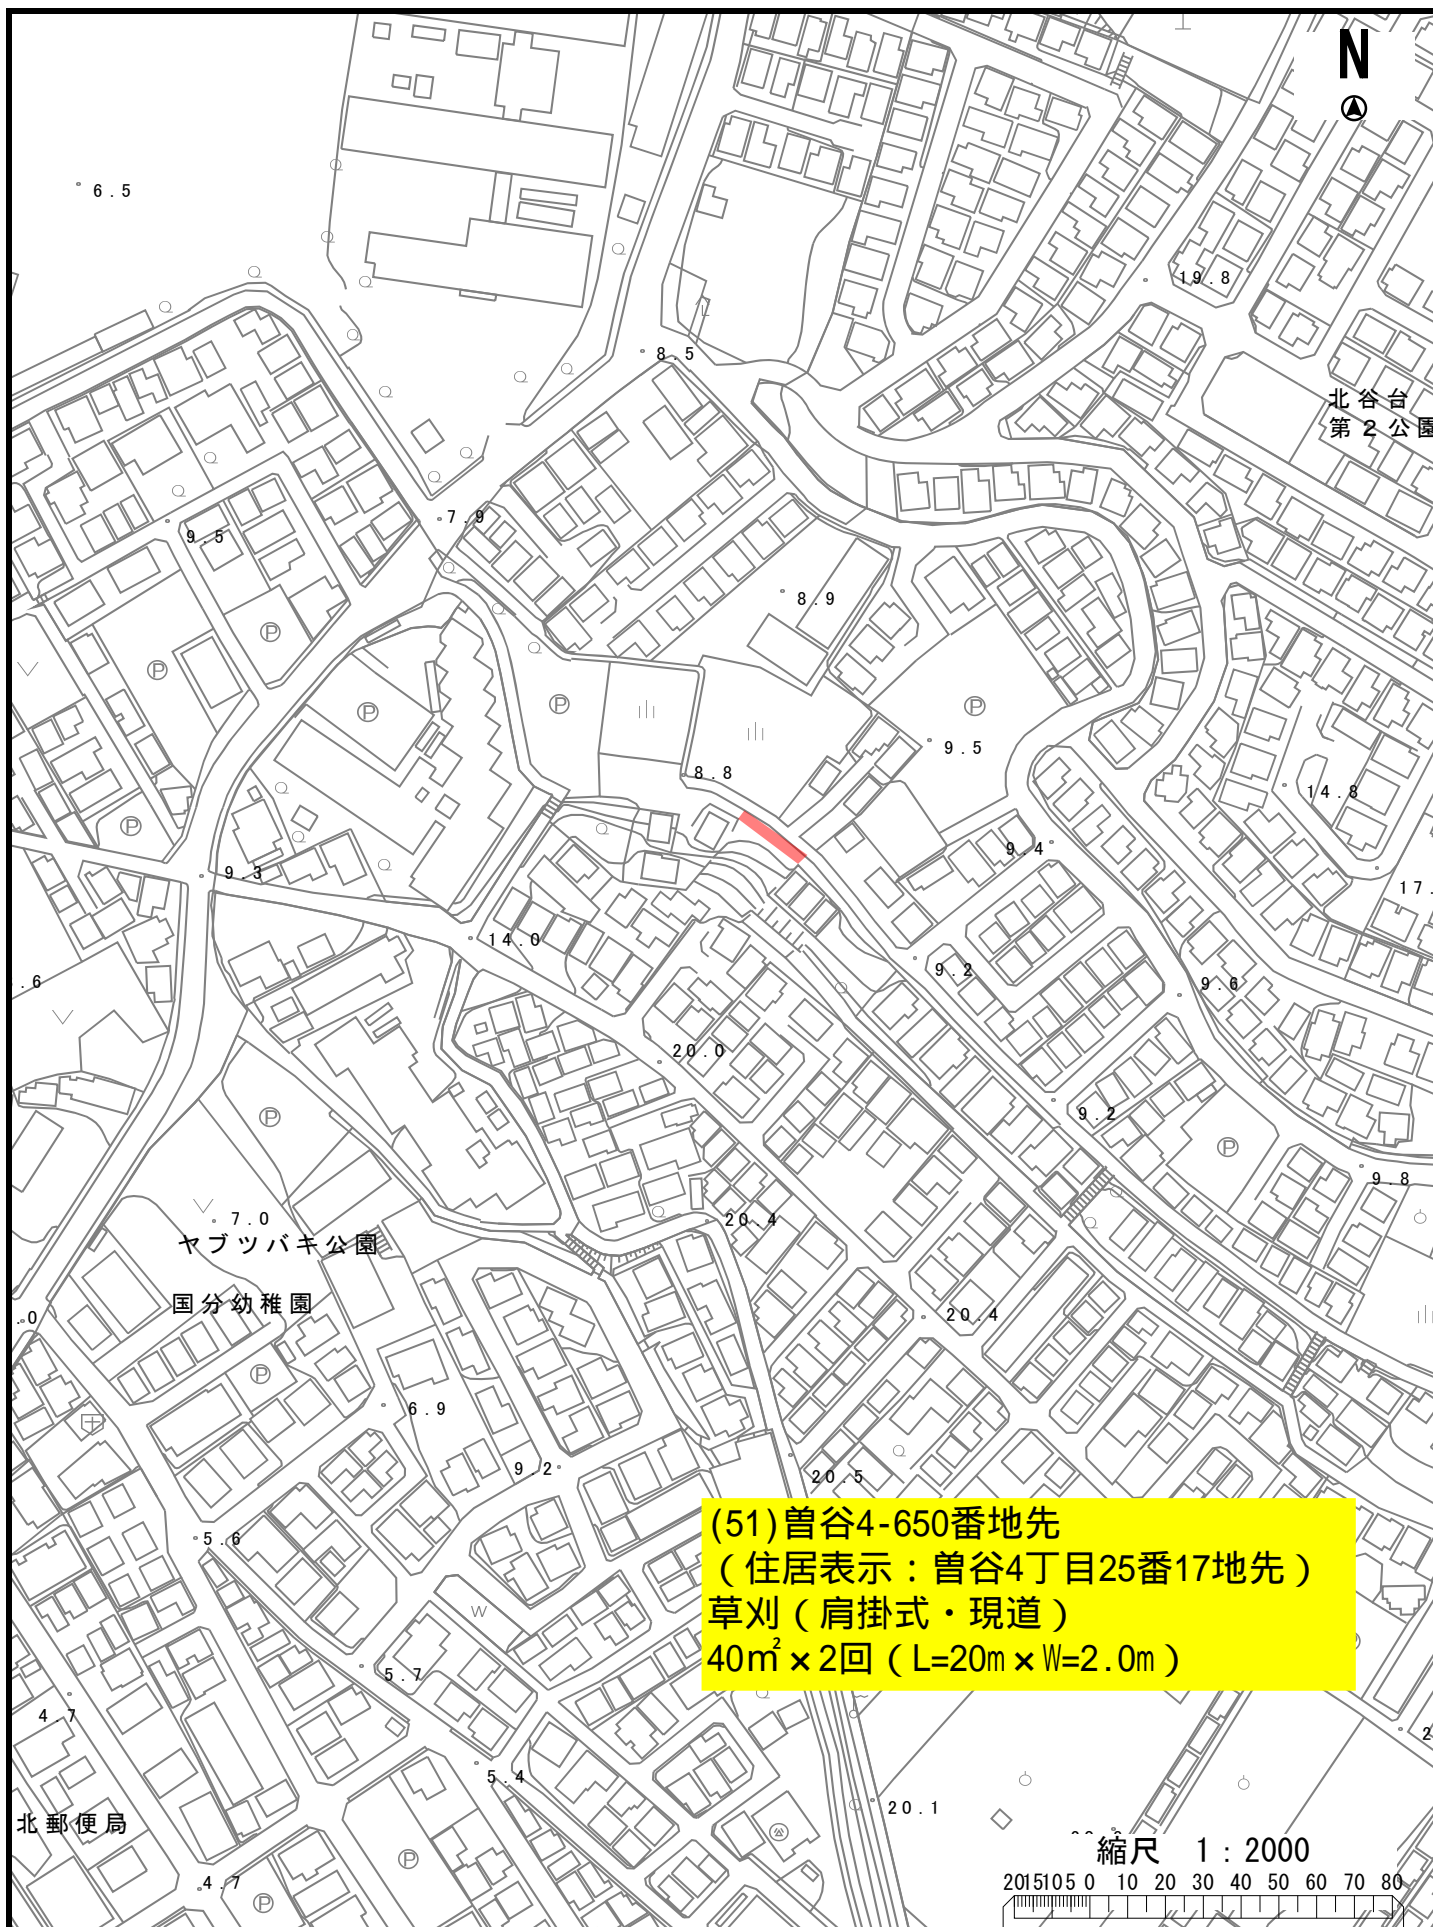 N
6.5
19.8
8.5
北谷台
第2公園
7.9
9.5
8.9
P
P
P
P
P
9.5
8.8
14.8
P
9.4
9.3
17.
14.0
9.2
.6
9.6
20.0
9.2
P
P
9.8
7.0
20.4
ヤブツバキ公園
国分幼稚園
.0
20.4
P
6.9
9.2
20.5
(51)曽谷4-650番地先
（住居表示：曽谷4丁目25番17地先）
草刈（肩掛式・現道）
40㎡×2回（L=20m×W=2.0m）
5.6
W
5.7
4.7
2
5.4
20.1
北郵便局
縮尺 1:2000
20 15 10 5 0 10 20 30 40 50 60 70 80
P
4.7
P